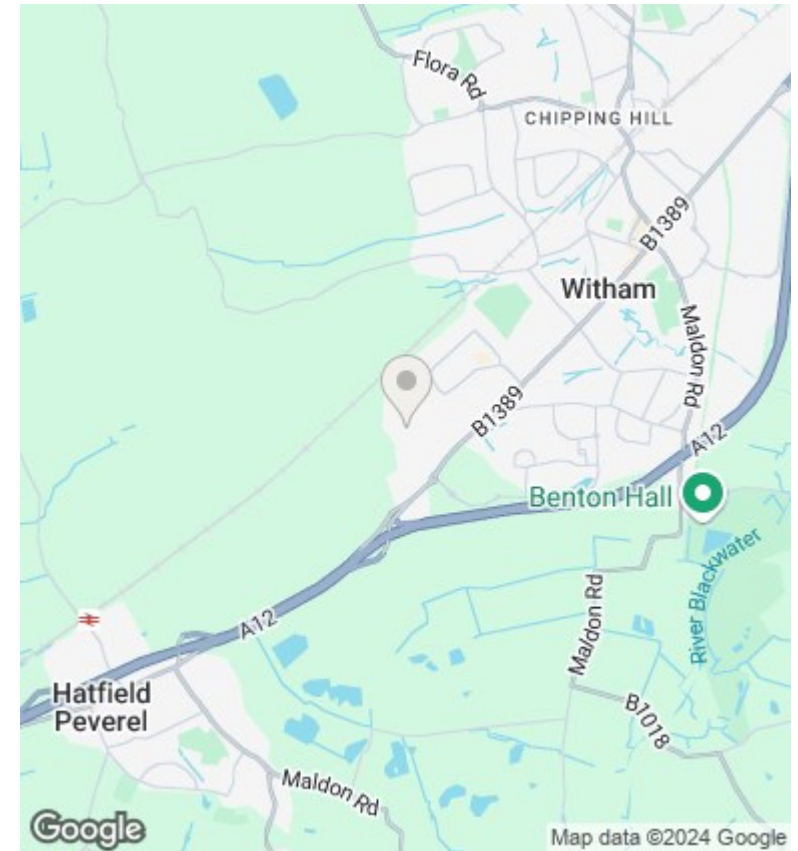 Flora Rd
CHIPPING HILL
B1389
Witham
Maldon Rd
B1389
A12
Benton Hall
River Blackwater
Maldon Rd
A12
Hatfield
Peverel
B1018
Maldon Rd
Google
Map data ©2024 Google